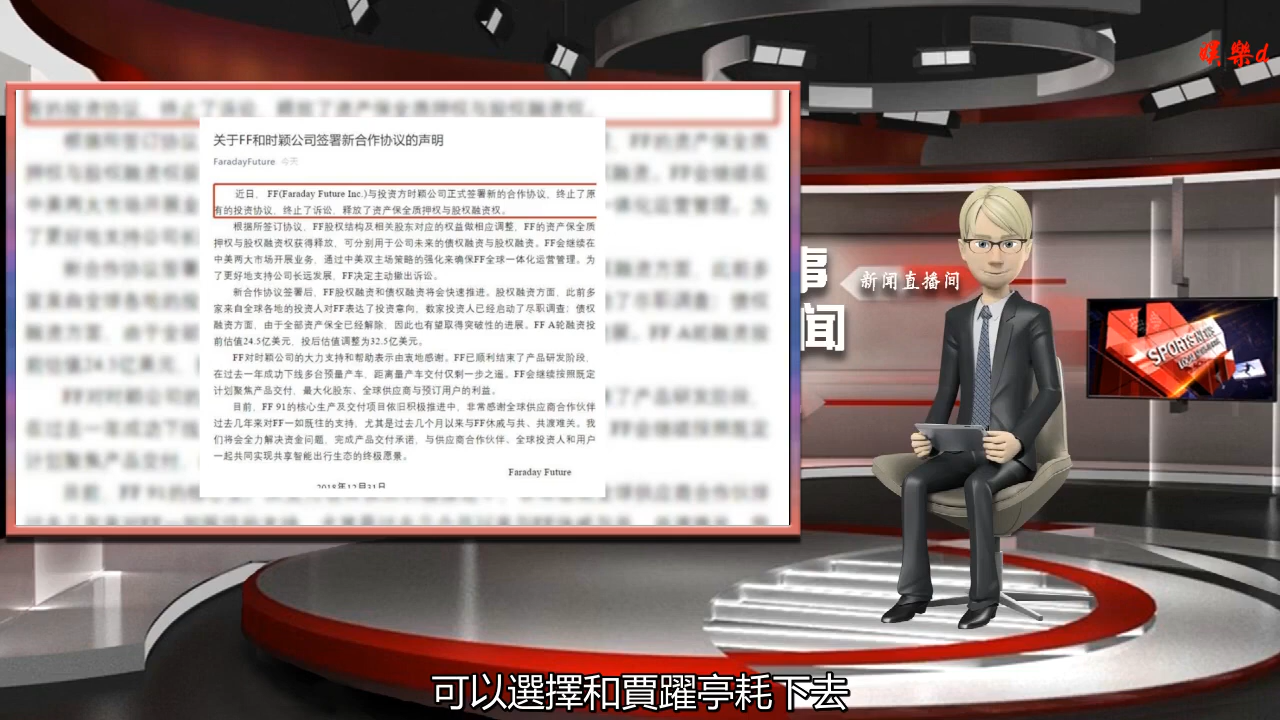 娱樂d
关于FF和时颖公司签署新合作协议的声明
FaradayFuture 今天
近日， FF(Faraday Future Inc.)与投资方时颖公司正式签署新的合作协议，终止了原
有的投资协议，终止了诉讼，释放了资产保全质押权与股权融资权。
根据所签订协议，FF股权结构及相关股东对应的权益做相应调整，FF的资产保全质
押权与股权融资权获得释放，可分别用于公司未来的债权融资与股权融资。FF会继续在
中美两大市场开展业务，通过中美双主场策略的强化来确保FF全球一体化运营管理。为
了更好地支持公司长远发展，FF决定主动撤出诉讼。
新合作协议签署后，FF股权融资和债权融资将会快速推进。股权融资方面，此前多
家来自全球各地的投资人对FF表达了投资意向，数家投资人已经启动了尽职调查；债权
融资方面，由于全部资产保全已经解除，因此也有望取得突破性的进展。FF A轮融资投
前估值24.5亿美元，投后估值调整为32.5亿美元。
FF对时颖公司的大力支持和帮助表示由衷地感谢。FF已顺利结束了产品研发阶段，
在过去一年成功下线多台预量产车，距离量产车交付仅剩一步之遥。FF会继续按照既定
计划聚焦产品交付，最大化股东、全球供应商与预订用户的利益。
目前，FF 91的核心生产及交付项目依旧积极推进中，非常感谢全球供应商合作伙伴
过去几年来对FF一如既往的支持，尤其是过去几个月以来与FF休戚与共、共渡难关。我
们将会全力解决资金问题，完成产品交付承诺，与供应商合作伙伴、全球投资人和用户
一起共同实现共享智能出行生态的终极愿景。
Faraday Future
2018年12月31日
事
新闻直播间
闻
SPORTS
可以選擇和賈躍亭耗下去